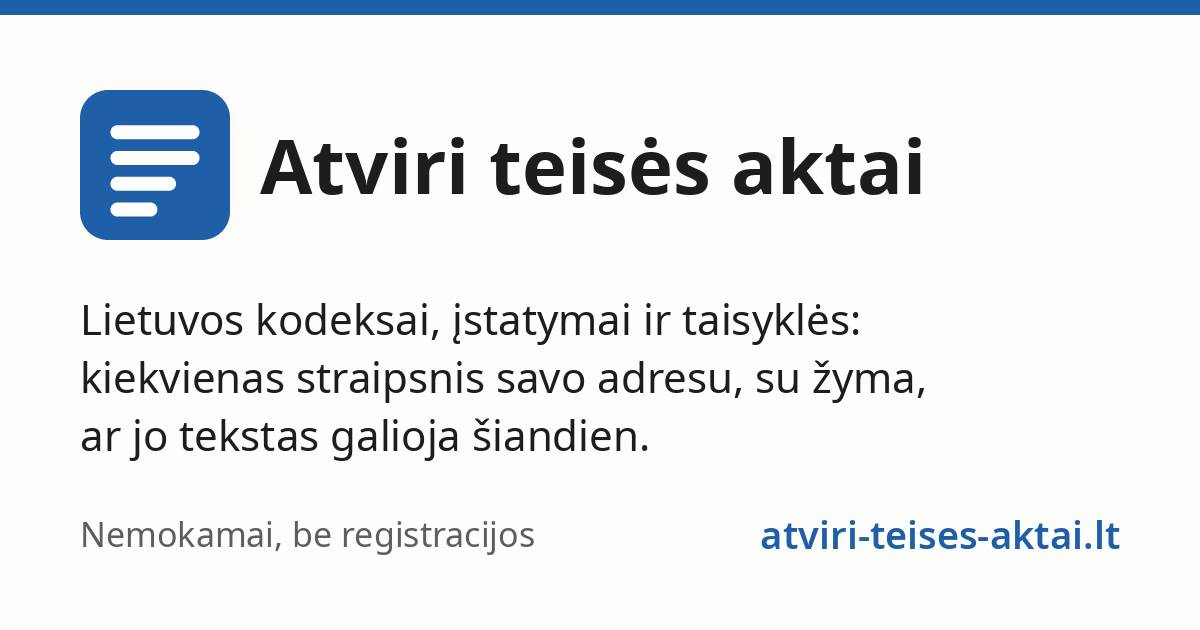 Atviri teisės aktai
Lietuvos kodeksai, įstatymai ir taisyklės:
kiekvienas straipsnis savo adresu, su žyma,
ar jo tekstas galioja šiandien.
Nemokamai, be registracijos
atviri-teises-aktai.lt